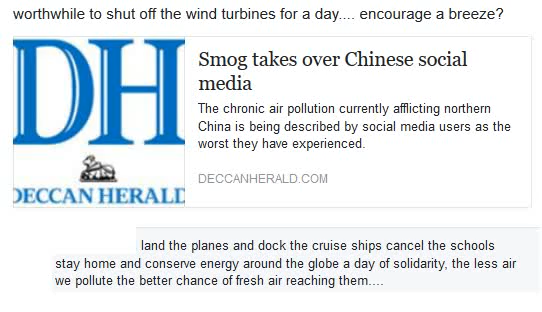 worthwhile to shut off the wind turbines for a day.... encourage a breeze?
DH
DECCAN HERALD
Smog takes over Chinese social
media
The chronic air pollution currently afflicting northern
China is being described by social media users as the
worst they have experienced.
DECCANHERALD.COM
land the planes and dock the cruise ships cancel the schools
stay home and conserve energy around the globe a day of solidarity, the less air
we pollute the better chance of fresh air reaching them....